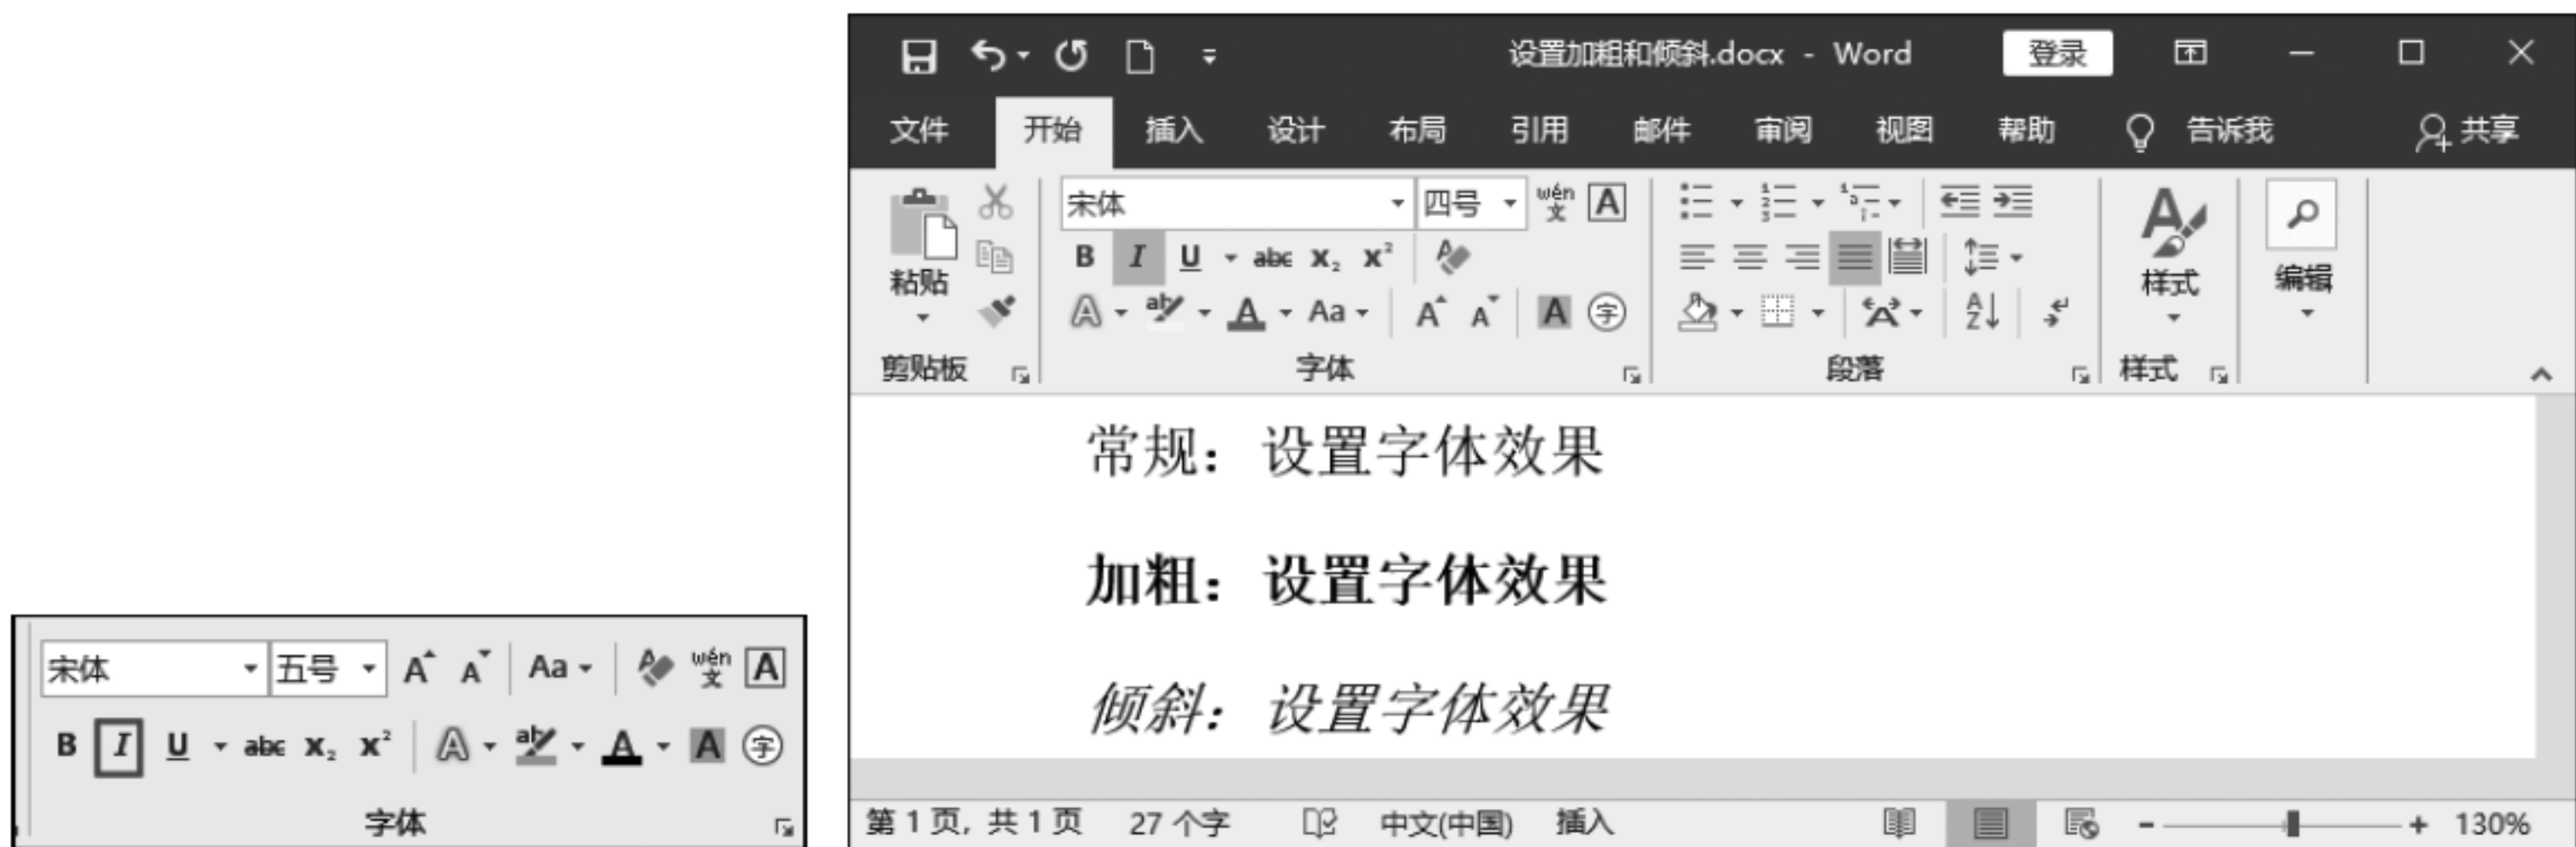 设置加粗和倾斜.docx - Word 登录
文件 开始 插入 设计 布局 引用 邮件 审阅 视图 帮助 告诉我 共享
宋体 四号 wén 文 A
B I U abc x₂ x² A
粘贴
A ab A Aa A A A 字
样式 编辑
剪贴板 字体 段落 样式
常规：设置字体效果
加粗：设置字体效果
倾斜：设置字体效果
第 1 页, 共 1 页 27 个字 中文(中国) 插入 130%
宋体 五号 A A Aa A wén 文 A
B I U abc x₂ x² A ab A A 字
字体